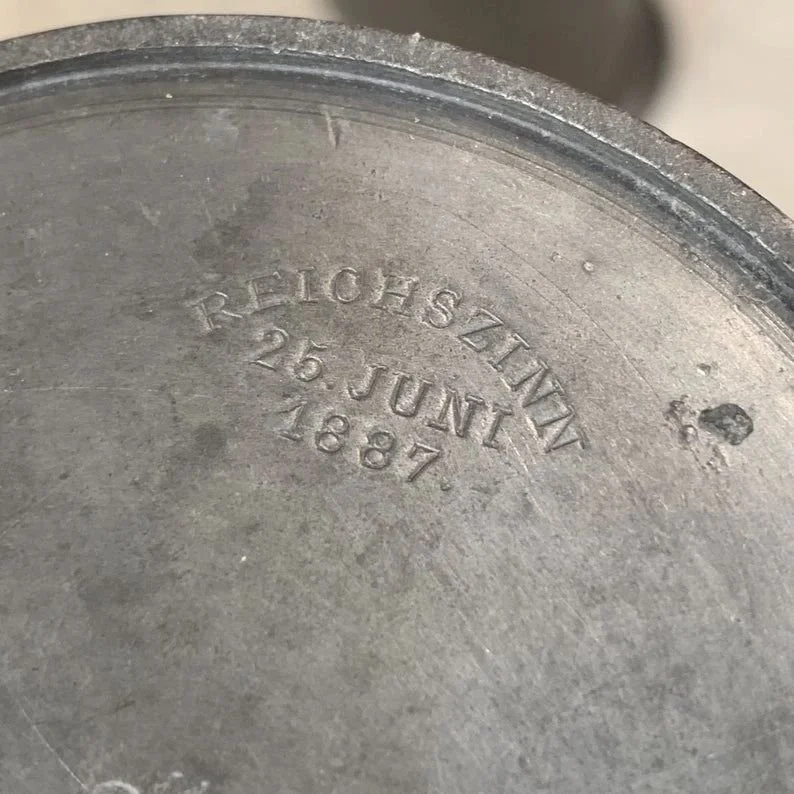 REICHSZINN
25. JUNI
1887.